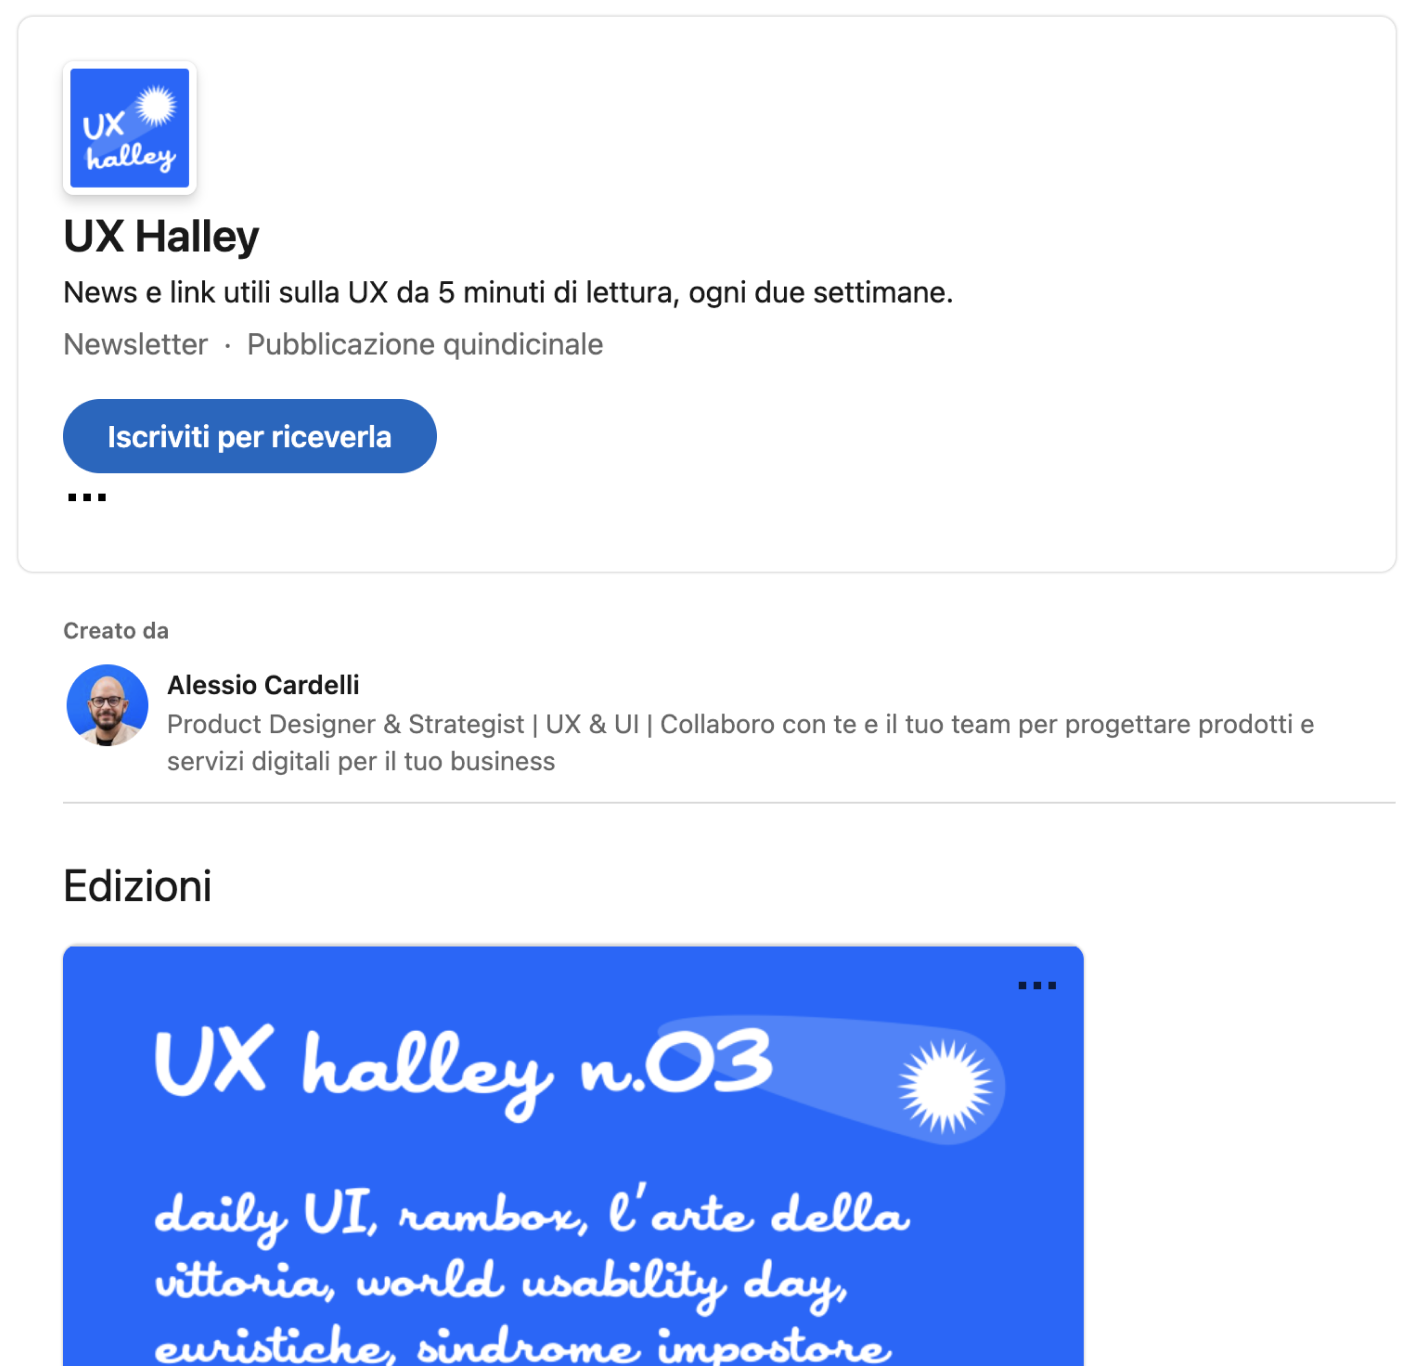 UX
halley
UX Halley
News e link utili sulla UX da 5 minuti di lettura, ogni due settimane.
Newsletter · Pubblicazione quindicinale
Iscriviti per riceverla
...
Creato da
Alessio Cardelli
Product Designer & Strategist | UX & UI | Collaboro con te e il tuo team per progettare prodotti e
servizi digitali per il tuo business
Edizioni
...
UX halley n.03
daily UI, rambox, l'arte della
vittoria, world usability day,
euristiche, sindrome impostore